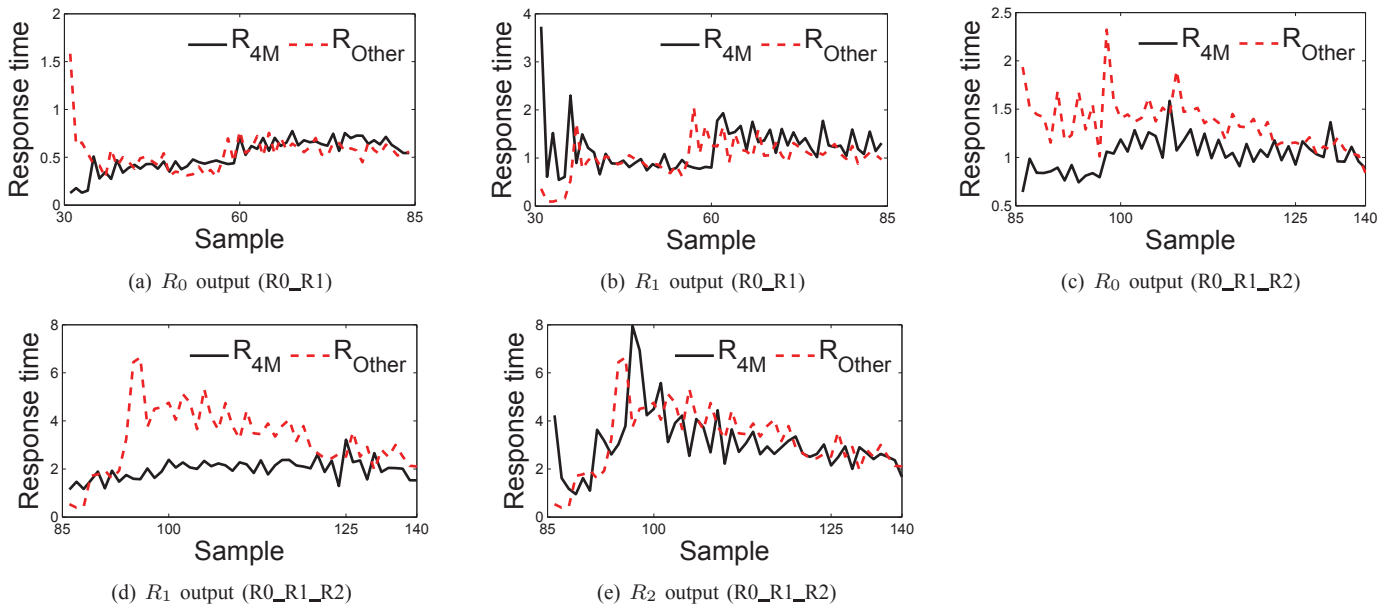 2
1.5
1
0.5
0
Response time
R4M ROther
30 60 85
Sample
(a) R0 output (R0_R1)
4
3
2
1
0
Response time
R4M ROther
30 60 85
Sample
(b) R1 output (R0_R1)
2.5
2
1.5
1
0.5
Response time
R4M ROther
85 100 125 140
Sample
(c) R0 output (R0_R1_R2)
8
6
4
2
0
Response time
R4M ROther
85 100 125 140
Sample
(d) R1 output (R0_R1_R2)
8
6
4
2
0
Response time
R4M ROther
85 100 125 140
Sample
(e) R2 output (R0_R1_R2)